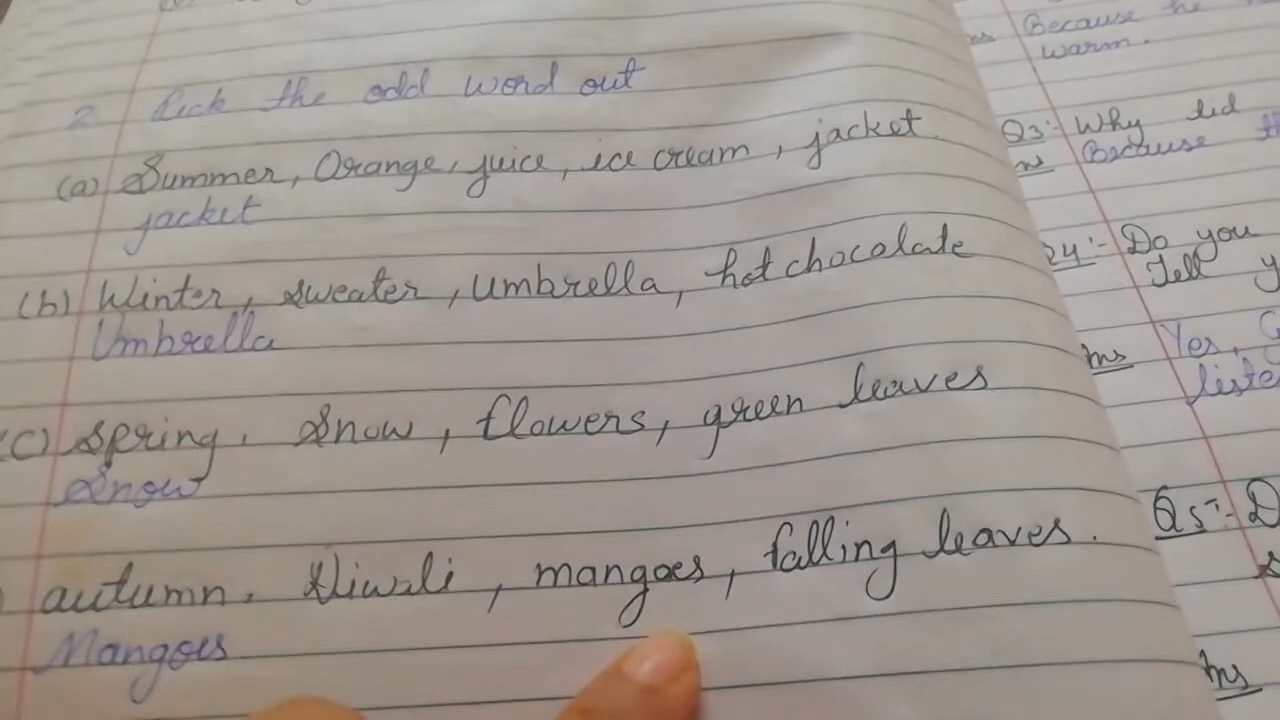 2 Pick the odd word out
(a) Summer, Orange, juice, ice cream, jacket
jacket
(b) Winter, sweater, Umbrella, hot chocolate
Umbrella
(c) Spring, Snow, flowers, green leaves
Snow
autumn. Diwali, mangoes, falling leaves.
Mangoes
Because the
warm.
Q3:- Why did
ns Because
Q4:- Do you
Tell
Ans Yes,
Q5:- D
Ans